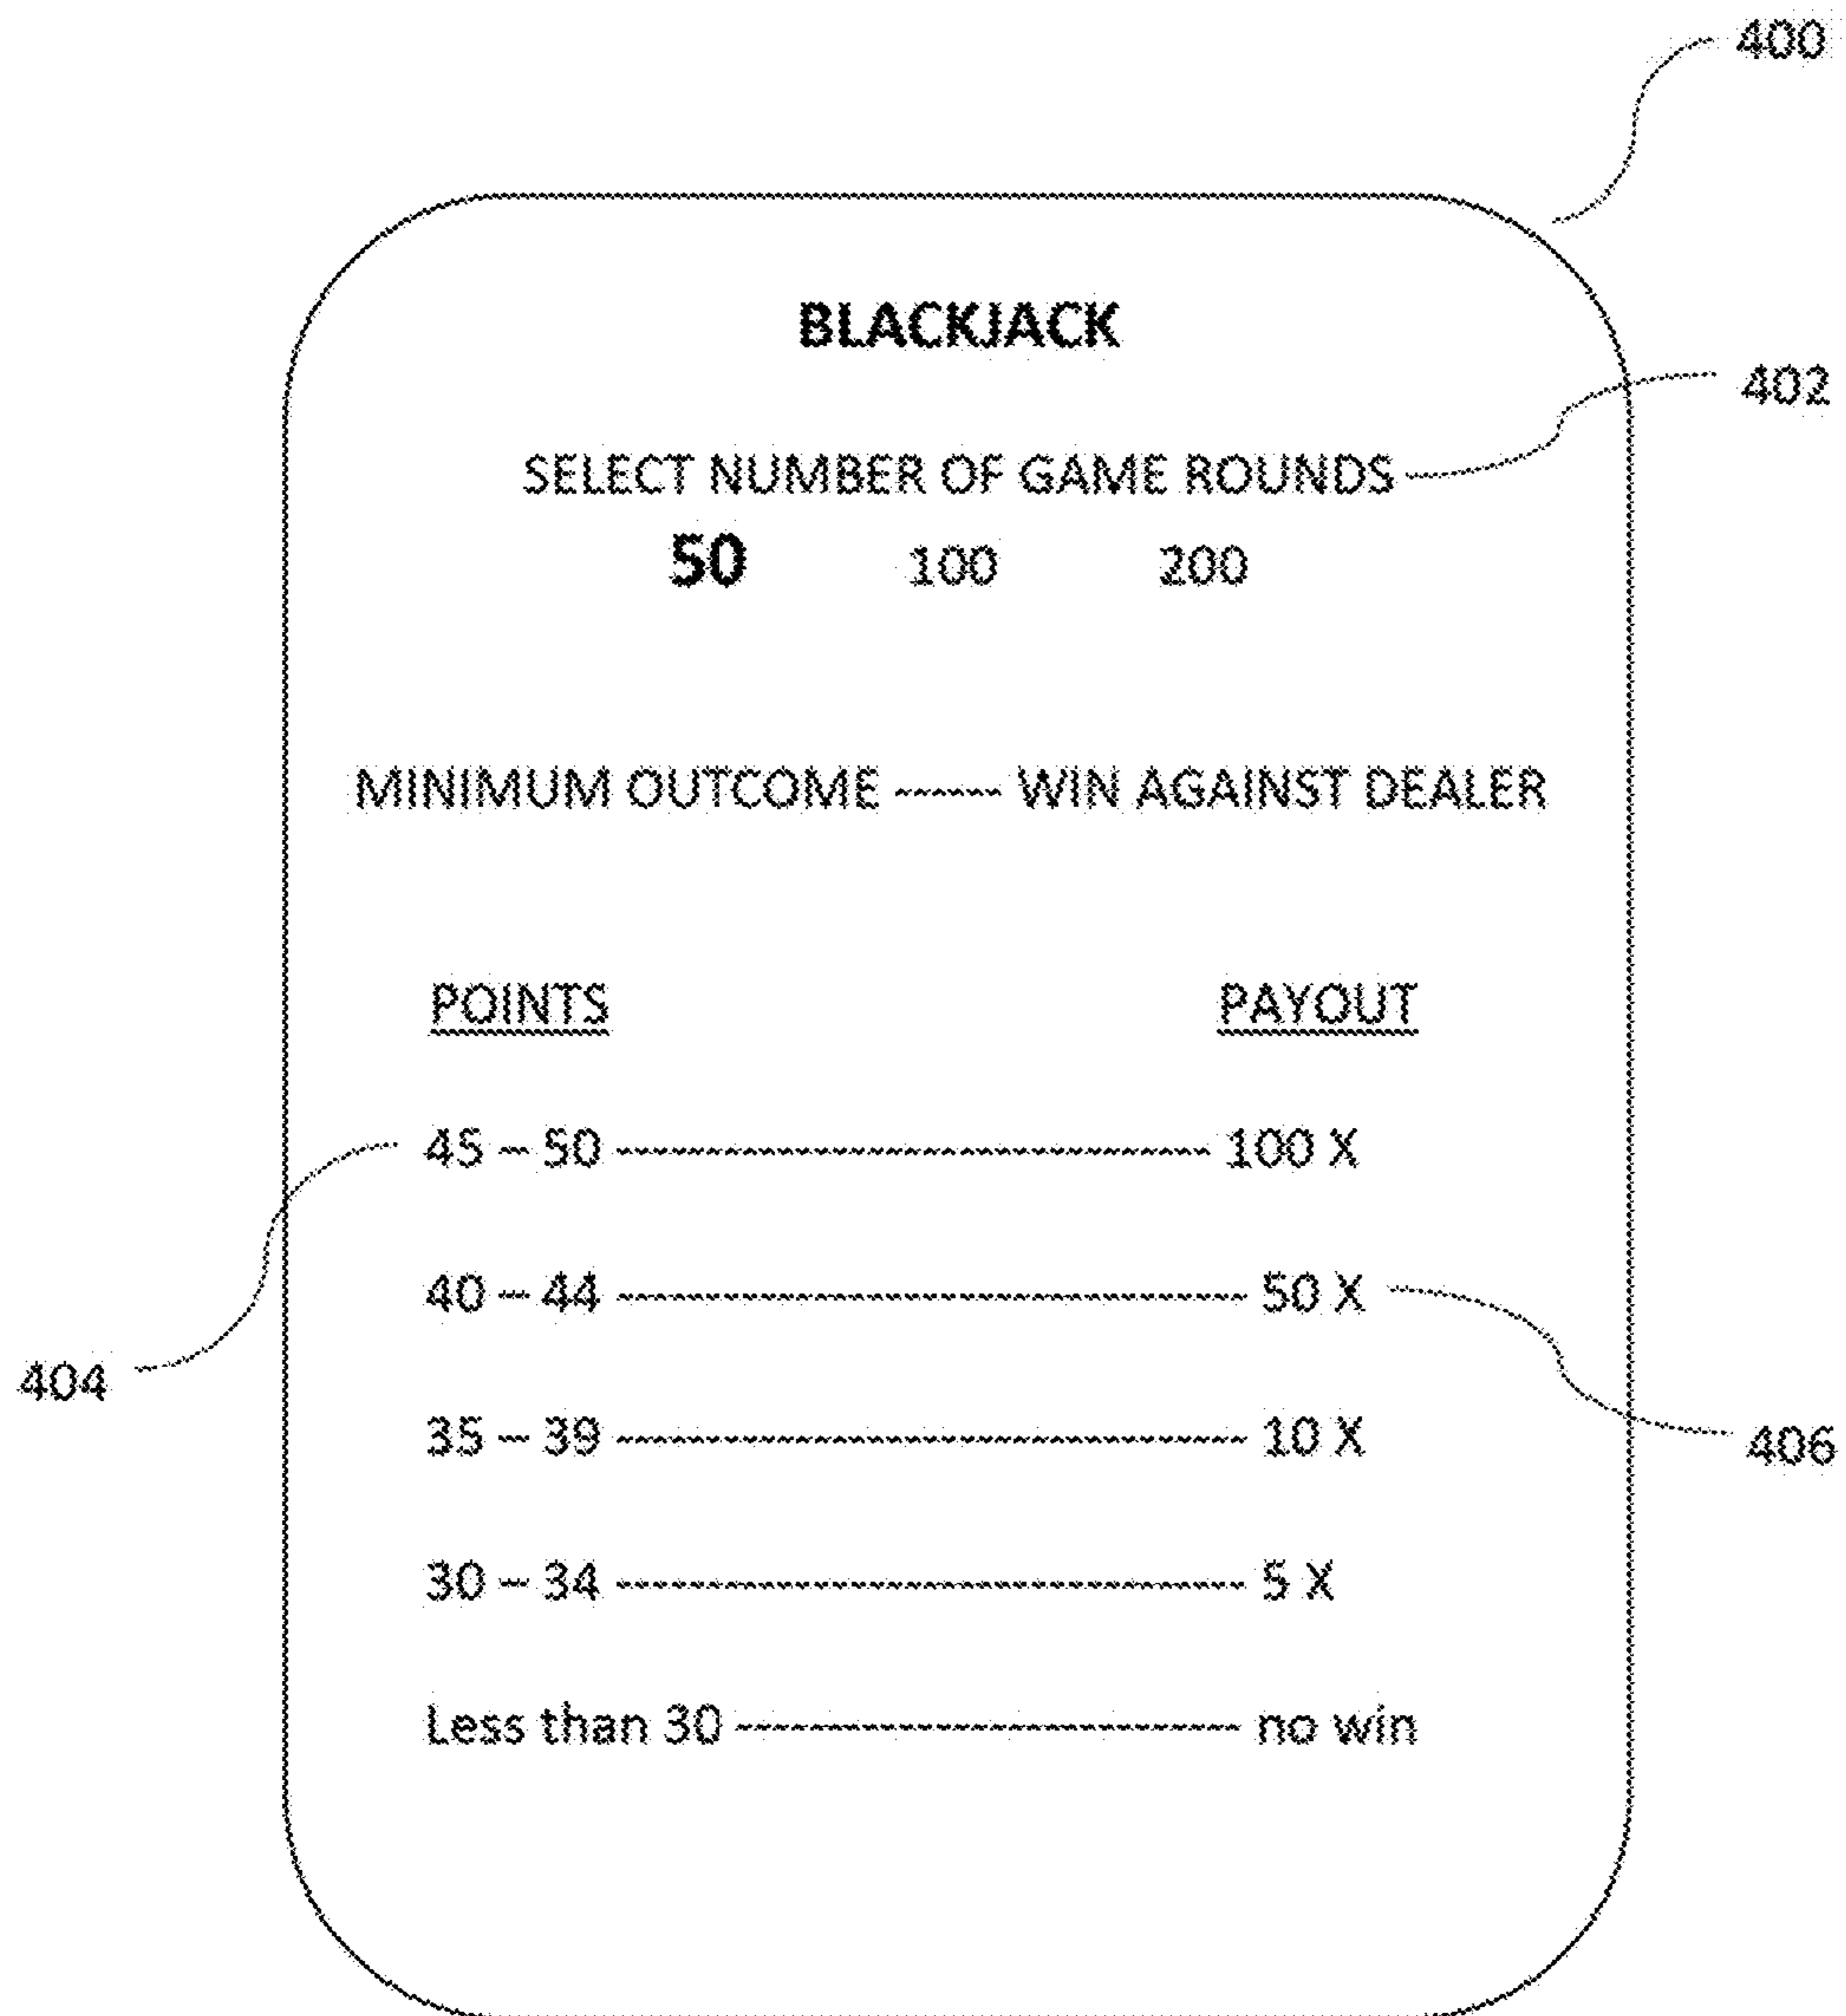 400
BLACKJACK
402
SELECT NUMBER OF GAME ROUNDS
50 100 200
MINIMUM OUTCOME ------ WIN AGAINST DEALER
POINTS PAYOUT
45 – 50 ---------------------------------- 100 X
40 – 44 ------------------------------------ 50 X
404
35 – 39 ------------------------------------ 10 X
406
30 – 34 ------------------------------------ 5 X
Less than 30 ----------------------------- no win